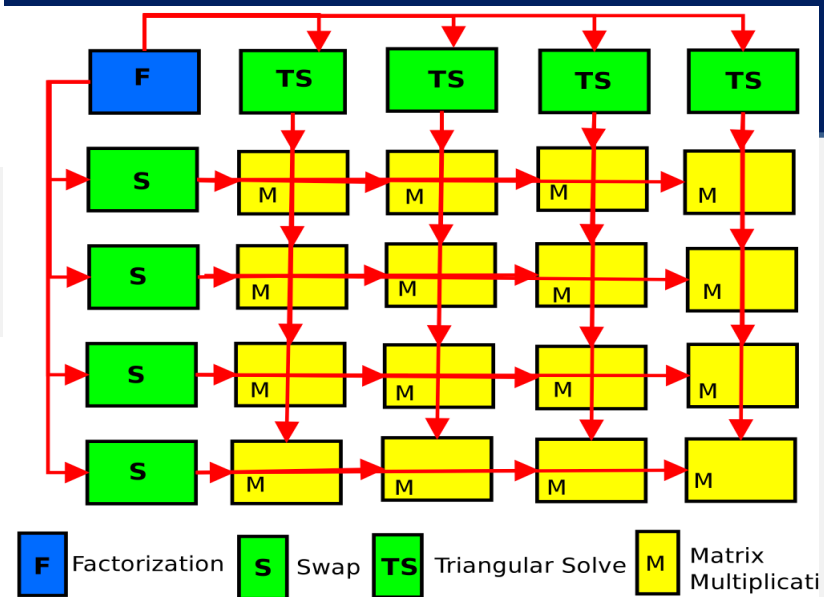 F TS TS TS TS
S M M M M
S M M M M
S M M M M
S M M M M
F Factorization S Swap TS Triangular Solve M Matrix
Multiplicati